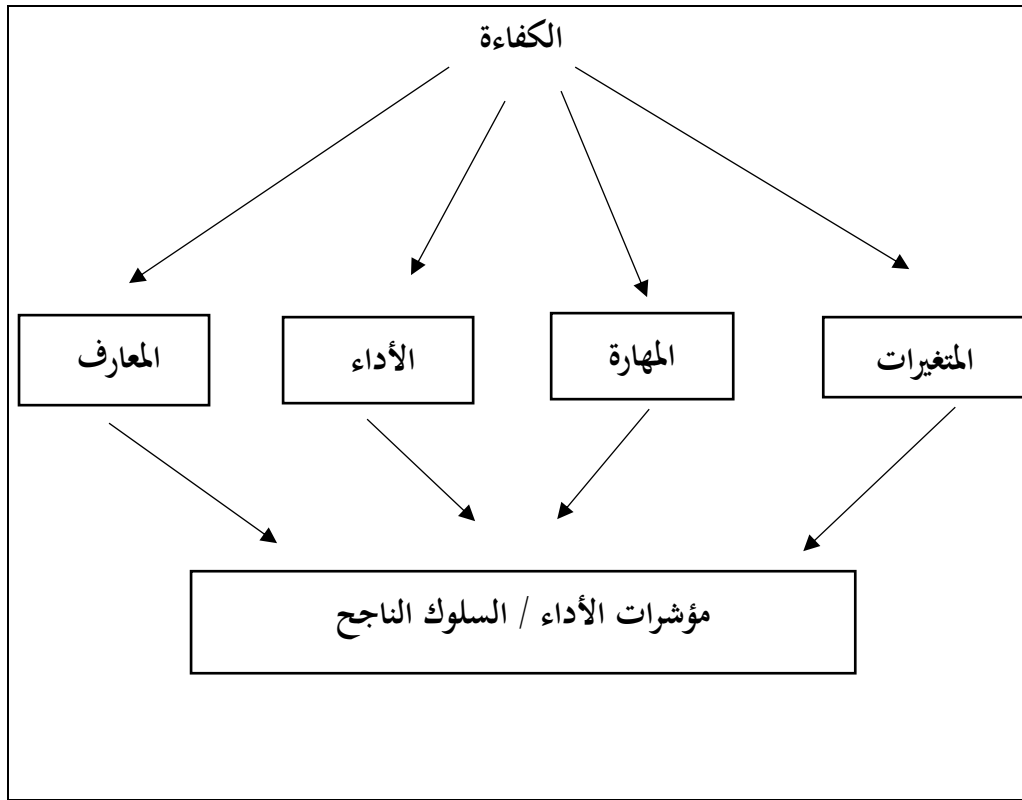 الكفاءة
المتغيرات
المهارة
الأداء
المعارف
مؤشرات الأداء / السلوك الناجح